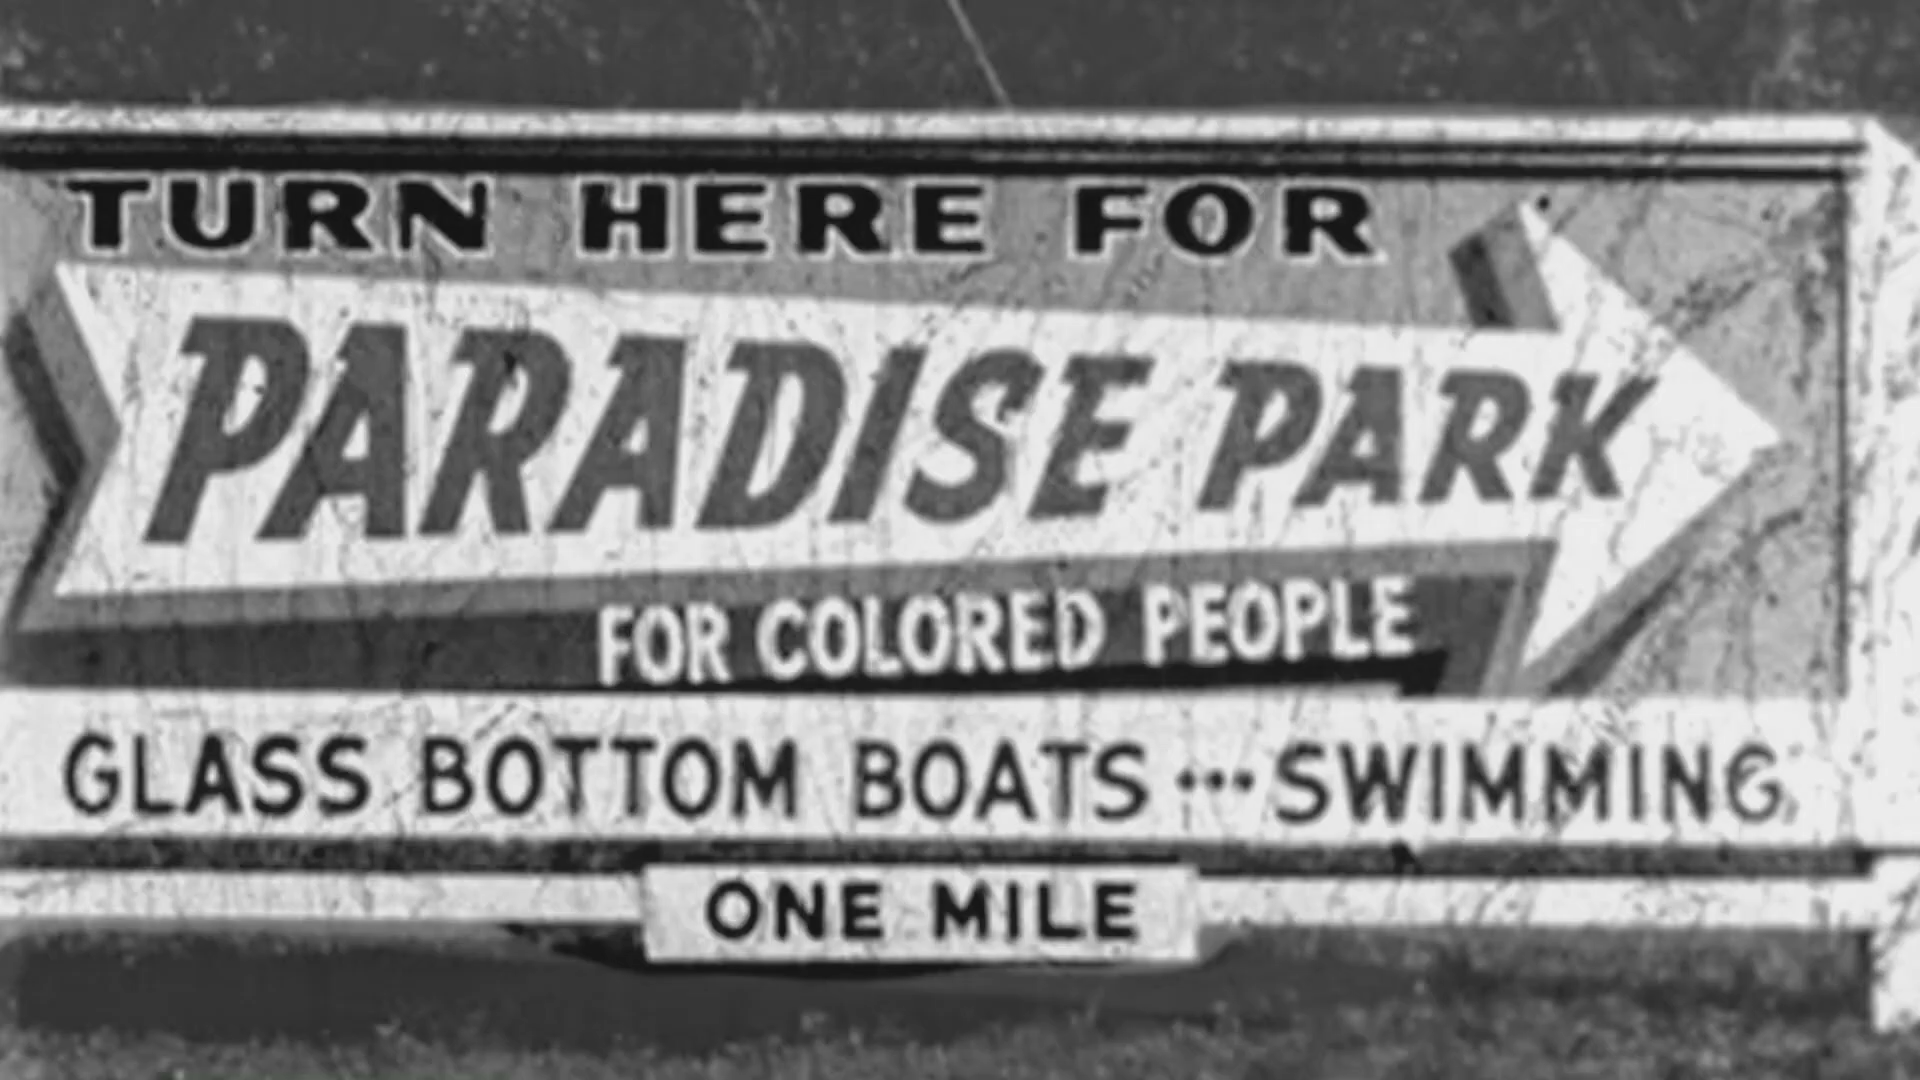 TURN HERE FOR
PARADISE PARK
FOR COLORED PEOPLE
GLASS BOTTOM BOATS ··· SWIMMING
ONE MILE